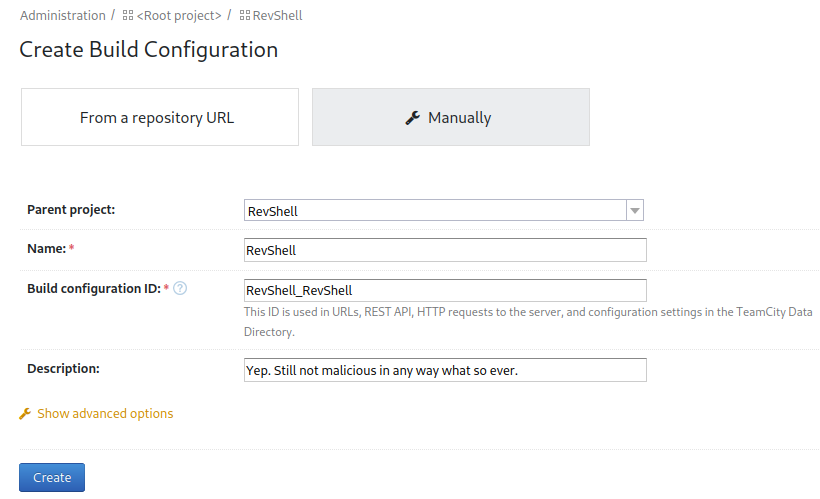 Administration / <Root project> / RevShell
Create Build Configuration
From a repository URL
Manually
Parent project:
RevShell
Name: *
RevShell
Build configuration ID: * ?
RevShell_RevShell
This ID is used in URLs, REST API, HTTP requests to the server, and configuration settings in the TeamCity Data
Directory.
Description:
Yep. Still not malicious in any way what so ever.
Show advanced options
Create